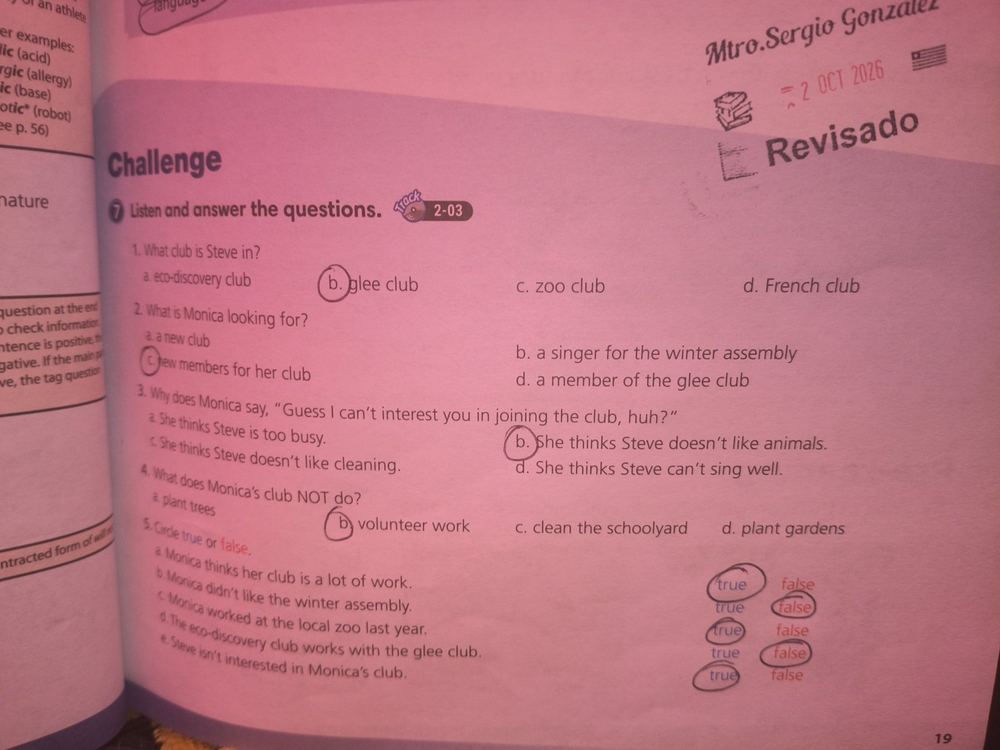 language
of an athlete
er examples:
lic (acid)
rgic (allergy)
ic (base)
otic* (robot)
ee p. 56)
nature
question at the end
o check information.
ntence is positive, th
gative. If the main
ve, the tag question
ntracted form of will
Mtro.Sergio Gonzalez
2 OCT 2026
Revisado
Challenge
7 Listen and answer the questions. Track 2-03
1. What club is Steve in?
a. eco-discovery club b. glee club c. zoo club d. French club
2. What is Monica looking for?
a. a new club b. a singer for the winter assembly
c. new members for her club d. a member of the glee club
3. Why does Monica say, “Guess I can’t interest you in joining the club, huh?”
a. She thinks Steve is too busy. b. She thinks Steve doesn’t like animals.
c. She thinks Steve doesn’t like cleaning. d. She thinks Steve can’t sing well.
4. What does Monica’s club NOT do?
a. plant trees b. volunteer work c. clean the schoolyard d. plant gardens
5. Circle true or false.
a. Monica thinks her club is a lot of work. true false
b. Monica didn’t like the winter assembly. true false
c. Monica worked at the local zoo last year. true false
d. The eco-discovery club works with the glee club. true false
e. Steve isn’t interested in Monica’s club. true false
19